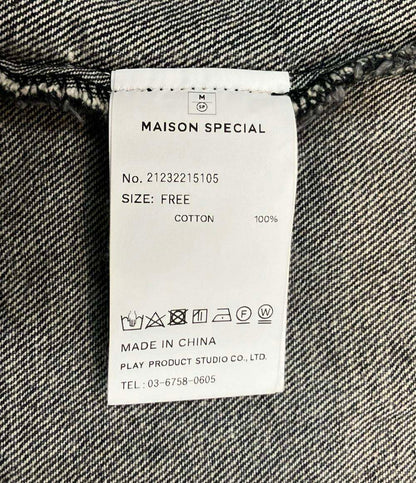 M
SP
MAISON SPECIAL
No. 21232215105
SIZE: FREE
COTTON 100%
F W
MADE IN CHINA
PLAY PRODUCT STUDIO CO., LTD.
TEL : 03-6758-0605